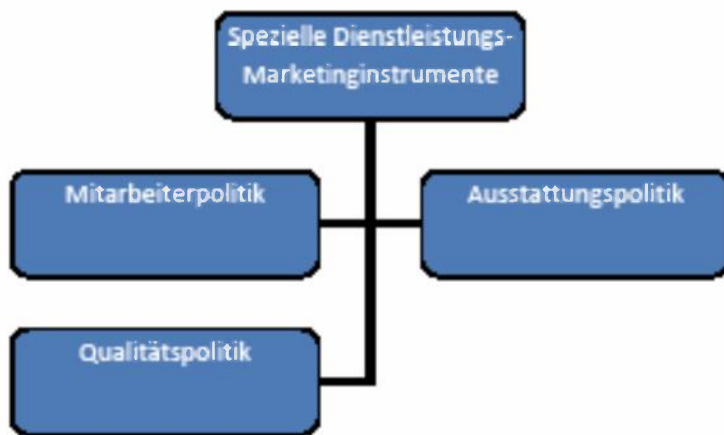 Spezielle Dienstleistungs-
Marketinginstrumente
Mitarbeiterpolitik
Ausstattungspolitik
Qualitätspolitik